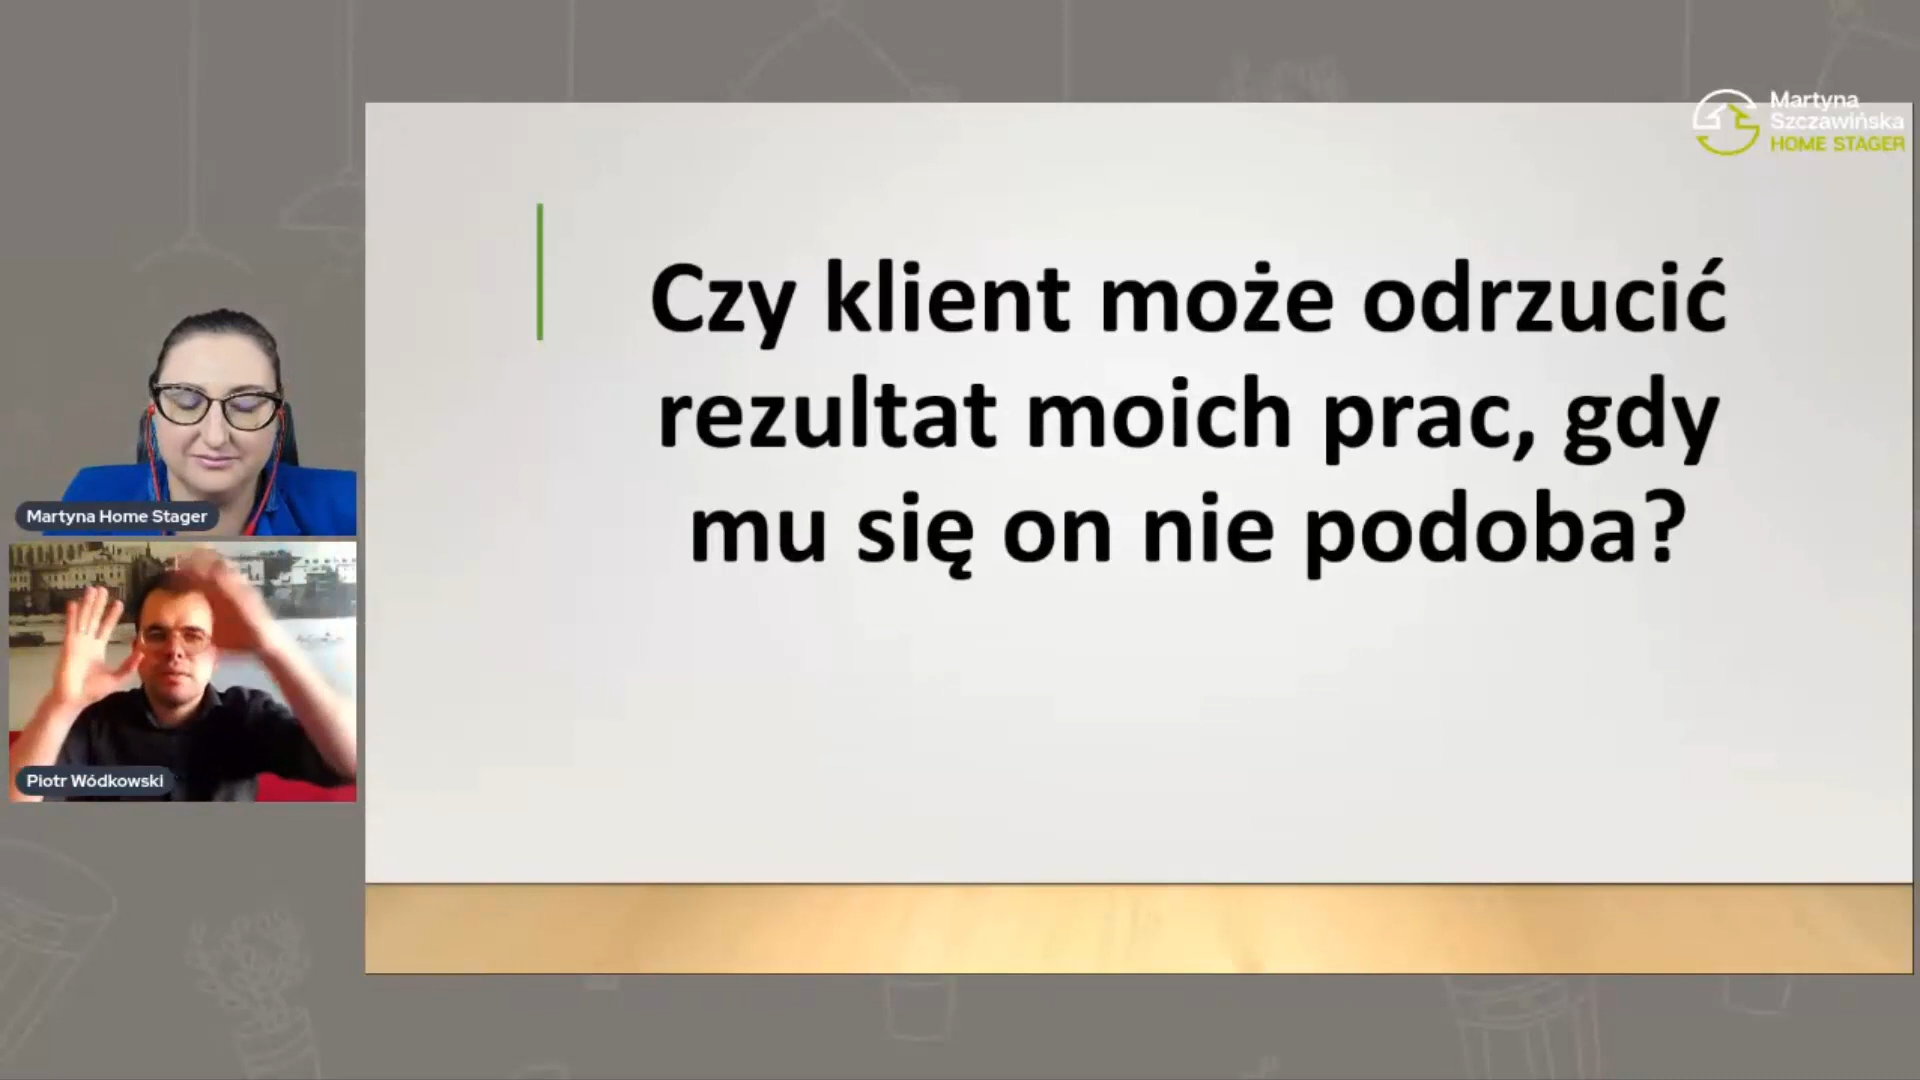 Martyna
Szczawińska
HOME STAGER
Czy klient może odrzucić
rezultat moich prac, gdy
mu się on nie podoba?
Martyna Home Stager
Piotr Wódkowski